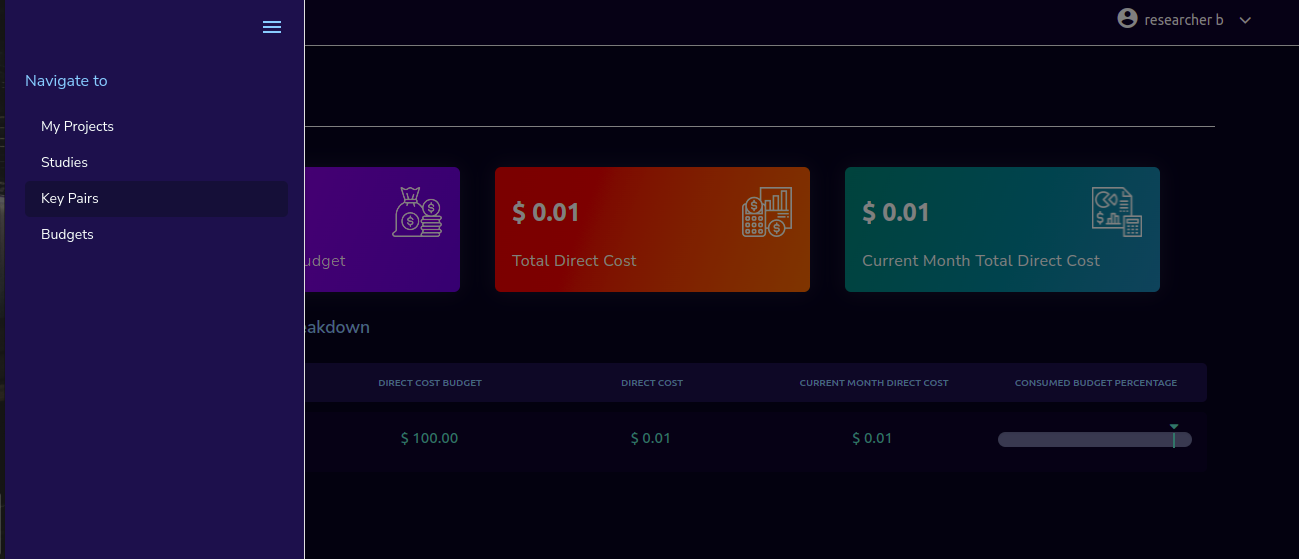 researcher b
Navigate to
My Projects
Studies
Key Pairs
Budgets
$ 0.01
Total Direct Cost
$ 0.01
Current Month Total Direct Cost
DIRECT COST BUDGET
DIRECT COST
CURRENT MONTH DIRECT COST
CONSUMED BUDGET PERCENTAGE
$ 100.00
$ 0.01
$ 0.01